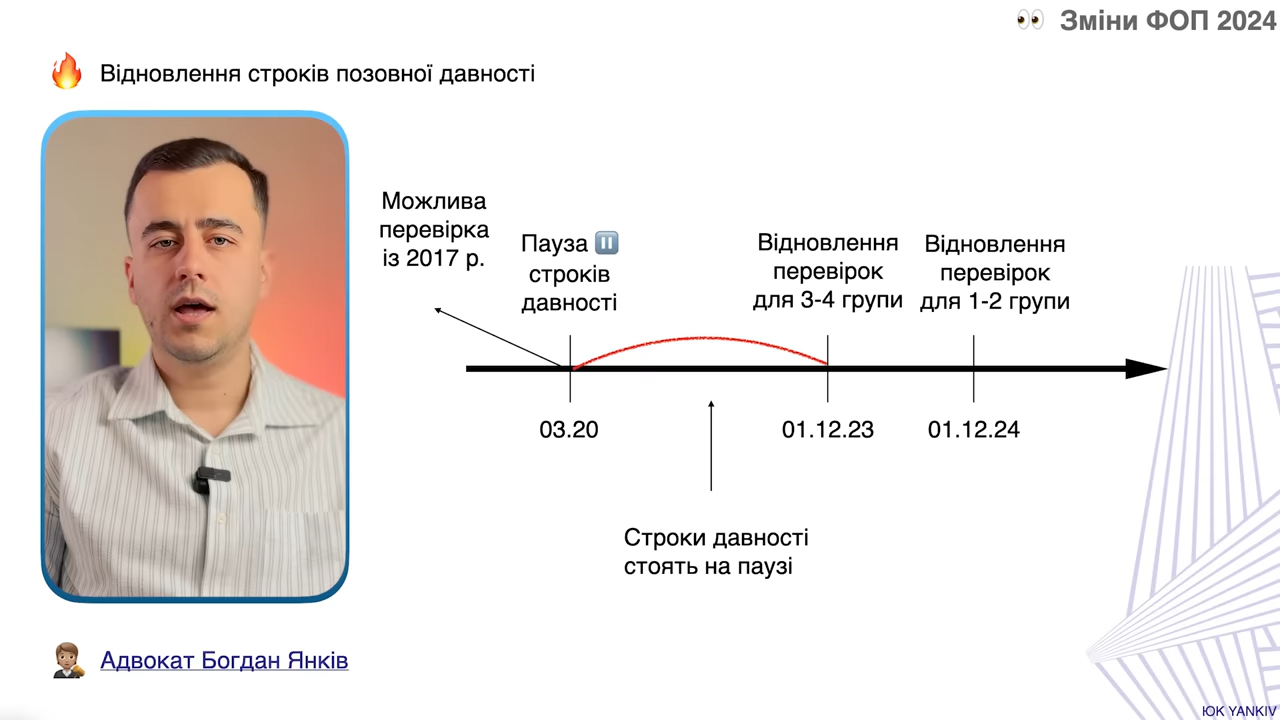 Зміни ФОП 2024
Відновлення строків позовної давності
Можлива
перевірка
із 2017 р.
Пауза
строків
давності
Відновлення
перевірок
для 3-4 групи
Відновлення
перевірок
для 1-2 групи
03.20
01.12.23
01.12.24
Строки давності
стоять на паузі
Адвокат Богдан Янків
ЮК YANKIV